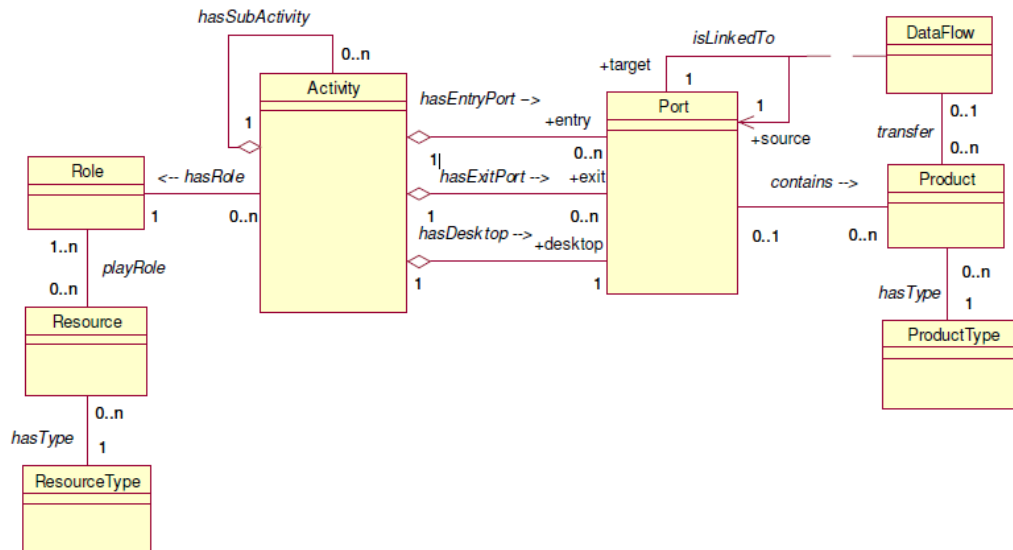 hasSubActivity
0..n
Activity
1
isLinkedTo
DataFlow
+target
1
Port
1
+source
hasEntryPort ->
+entry
1
0..n
0..1
transfer
0..n
Product
Role
<-- hasRole
1
0..n
hasExitPort -->
+exit
1
0..n
contains -->
0..1
0..n
hasDesktop -->
+desktop
1
1
1..n
playRole
0..n
Resource
0..n
hasType
1
ProductType
0..n
hasType
1
ResourceType